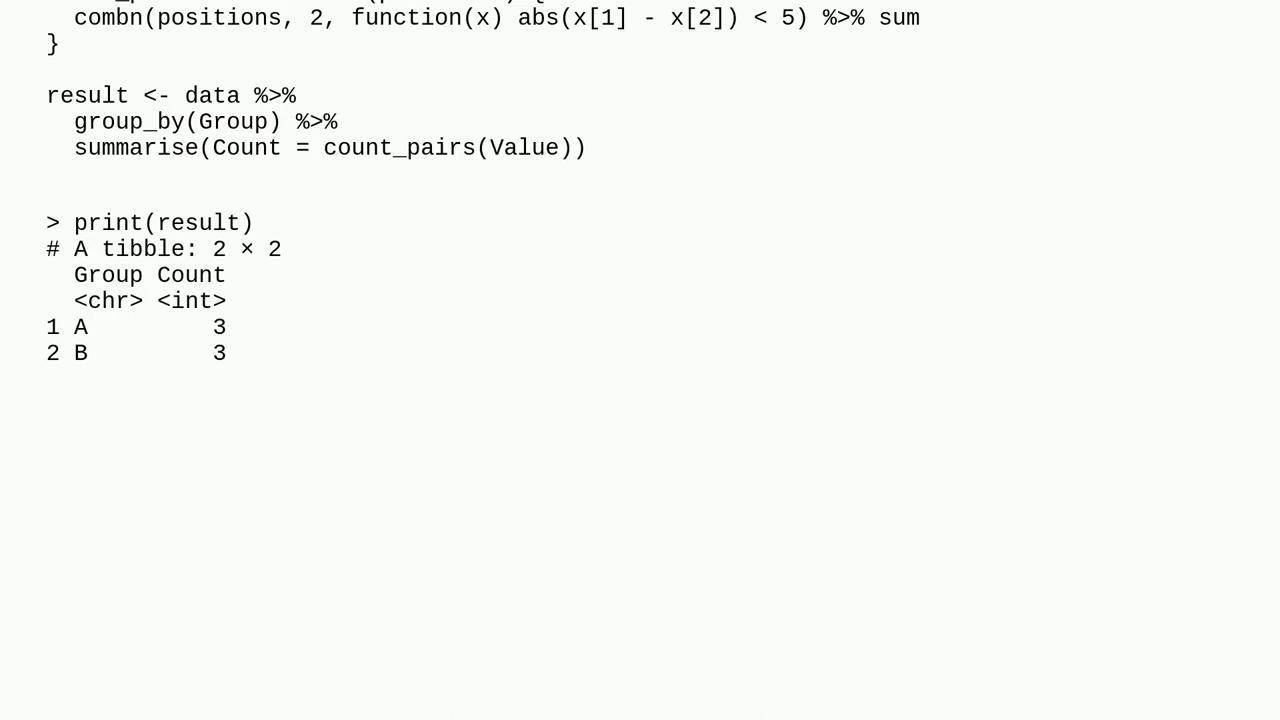 combn(positions, 2, function(x) abs(x[1] - x[2]) < 5) %>% sum
}
result <- data %>%
group_by(Group) %>%
summarise(Count = count_pairs(Value))
> print(result)
# A tibble: 2 × 2
Group Count
<chr> <int>
1 A 3
2 B 3